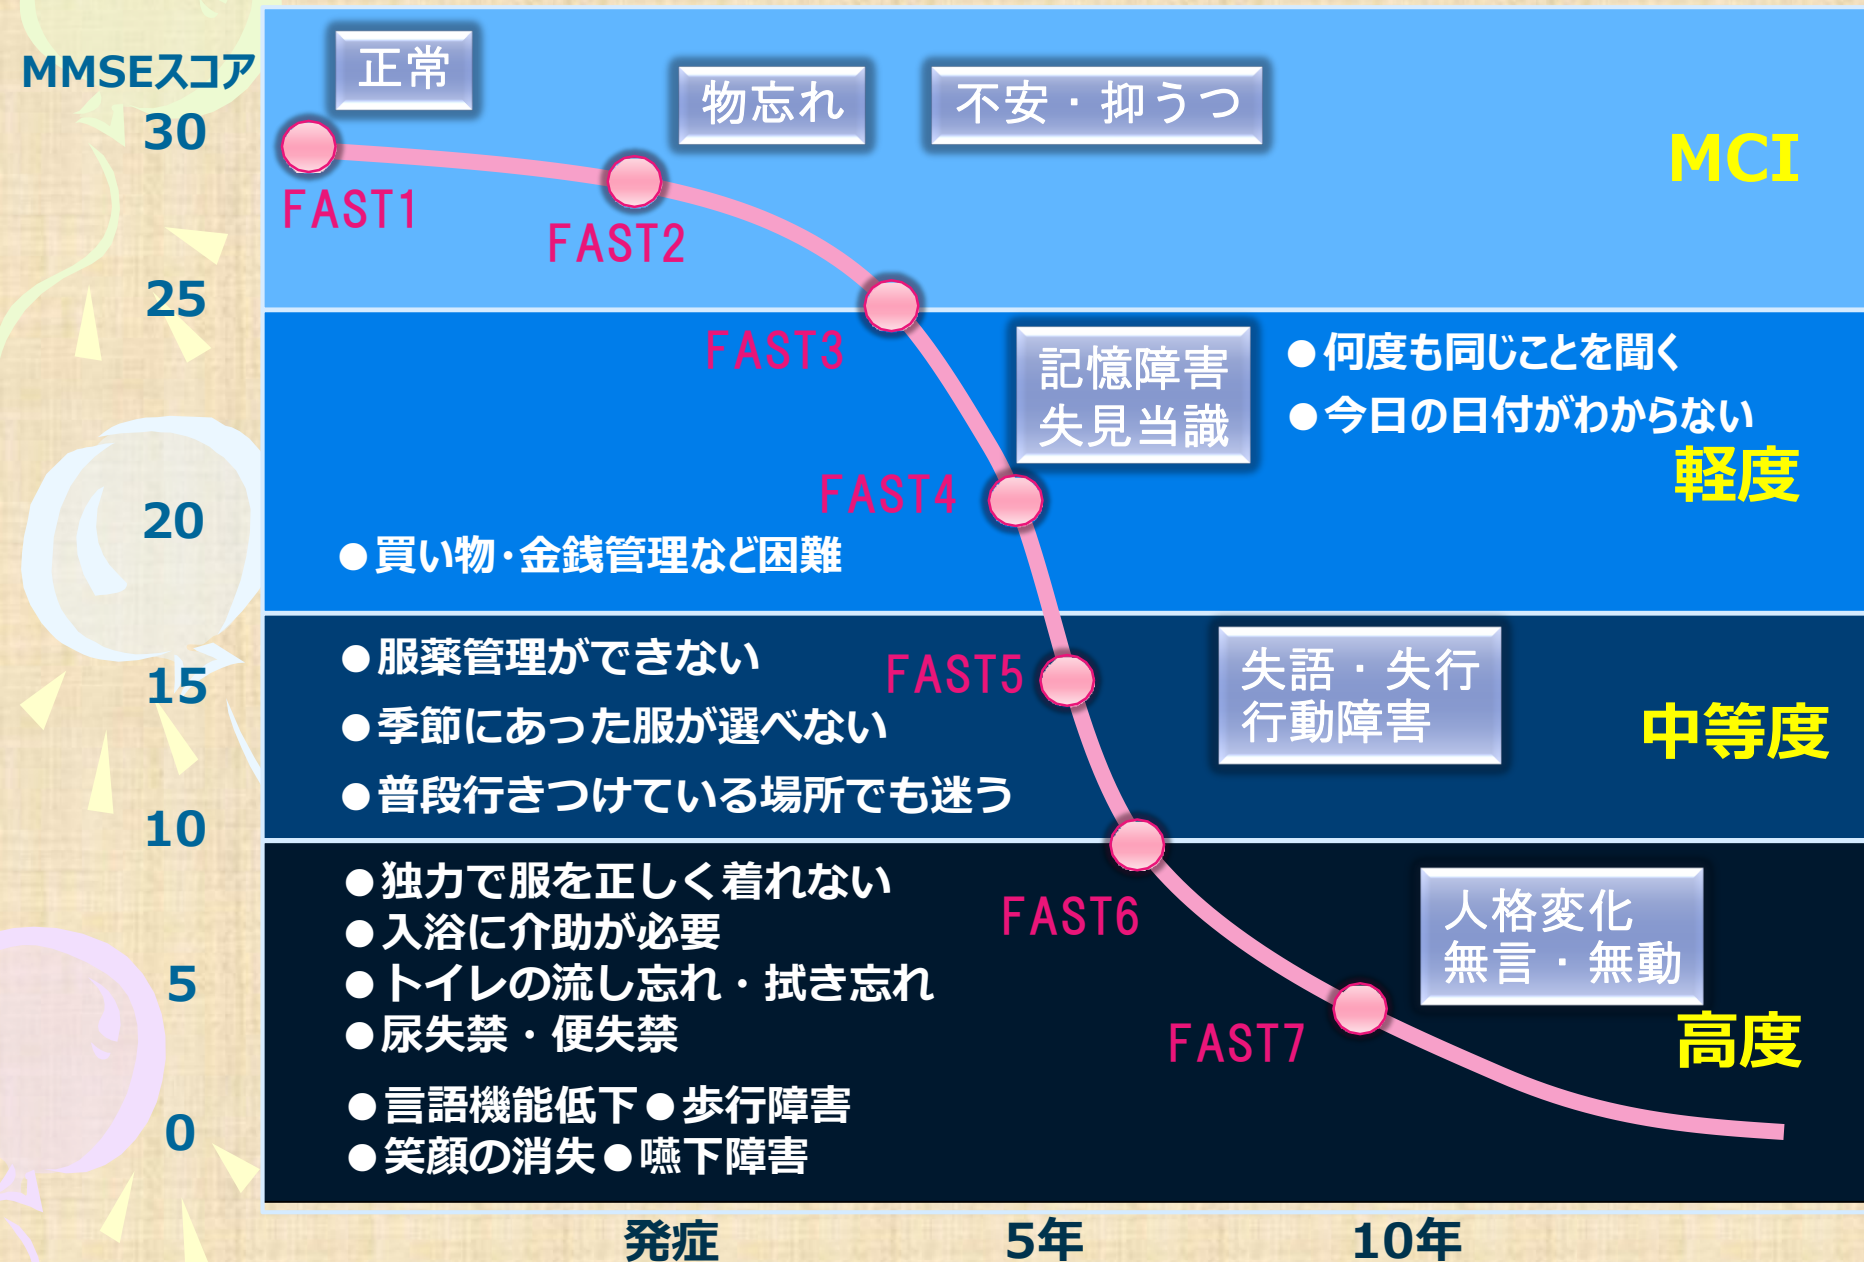 MMSEスコア
30
25
20
15
10
5
0
正常
物忘れ
不安・抑うつ
MCI
FAST1
FAST2
FAST3
記憶障害
失見当識
●何度も同じことを聞く
●今日の日付がわからない
軽度
FAST4
●買い物・金銭管理など困難
●服薬管理ができない
●季節にあった服が選べない
●普段行きつけている場所でも迷う
FAST5
失語・失行
行動障害
中等度
●独力で服を正しく着れない
●入浴に介助が必要
●トイレの流し忘れ・拭き忘れ
●尿失禁・便失禁
●言語機能低下●歩行障害
●笑顔の消失●嚥下障害
FAST6
FAST7
人格変化
無言・無動
高度
発症
5年
10年